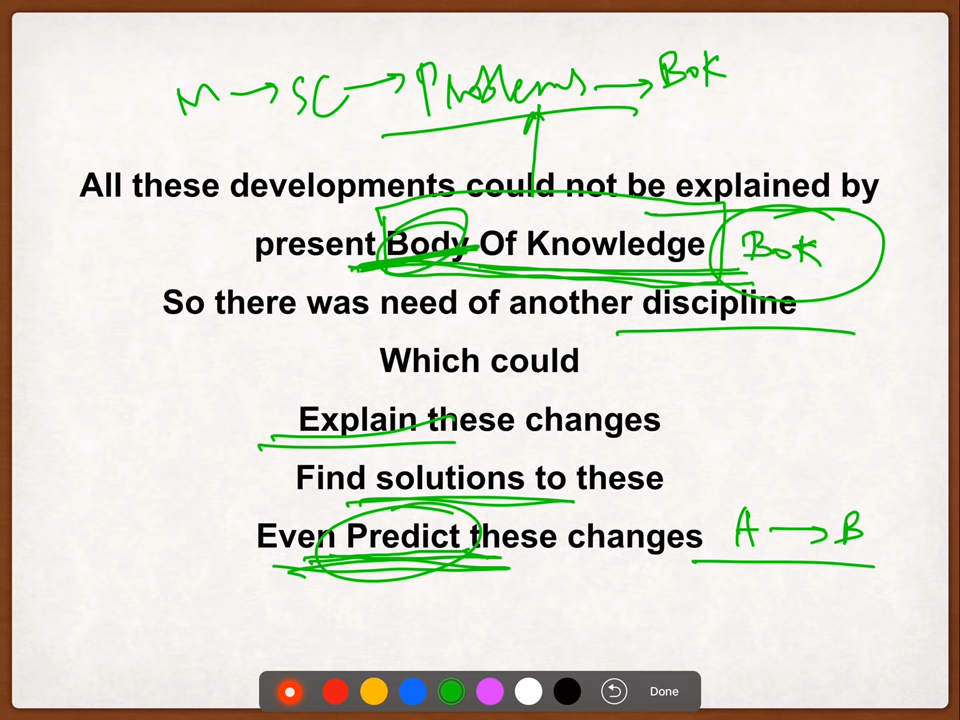 M → SC → Problems → BoK
All these developments could not be explained by
present Body Of Knowledge BoK
So there was need of another discipline
Which could
Explain these changes
Find solutions to these
Even Predict these changes A → B
Done